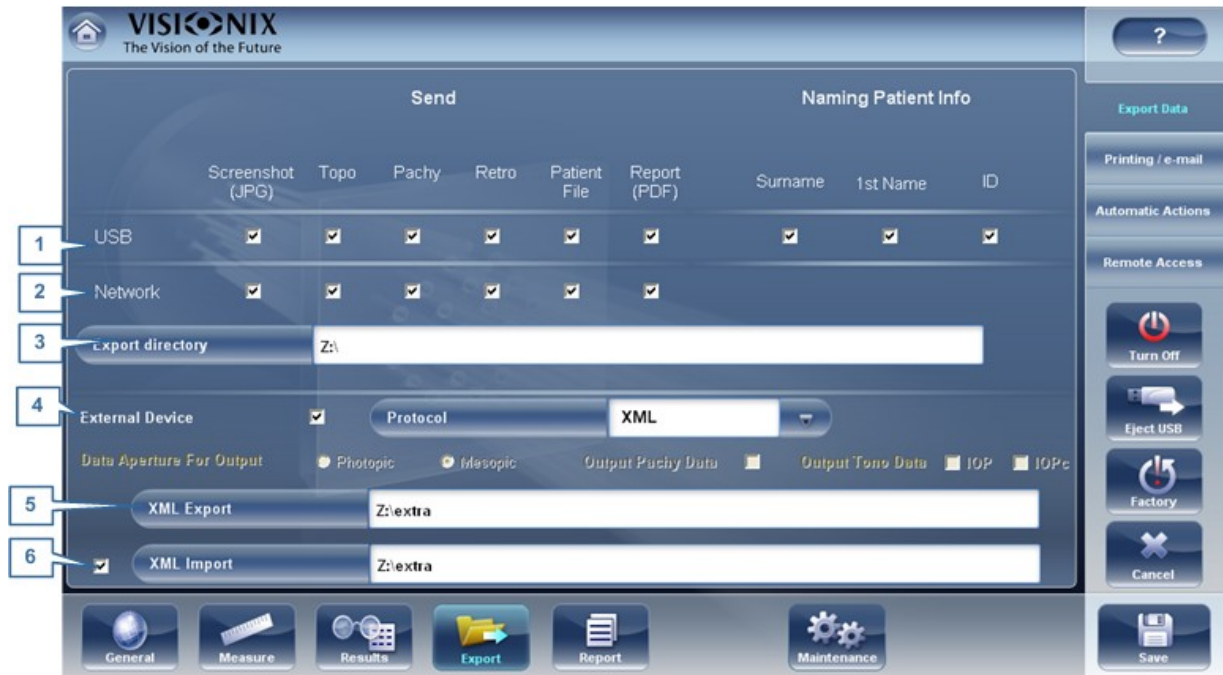 VISIONIX
The Vision of the Future
?
Send
Naming Patient Info
Export Data
Screenshot (JPG)
Topo
Pachy
Retro
Patient File
Report (PDF)
Surname
1st Name
ID
Printing / e-mail
Automatic Actions
Remote Access
1
USB
2
Network
3
Export directory
Z:\
Turn Off
4
External Device
Protocol
XML
Eject USB
Data Aperture For Output
Photopic
Mesopic
Output Pachy Data
Output Tono Data
IOP
IOPc
5
XML Export
Z:\extra
Factory
6
XML Import
Z:\extra
Cancel
General
Measure
Results
Export
Report
Maintenance
Save